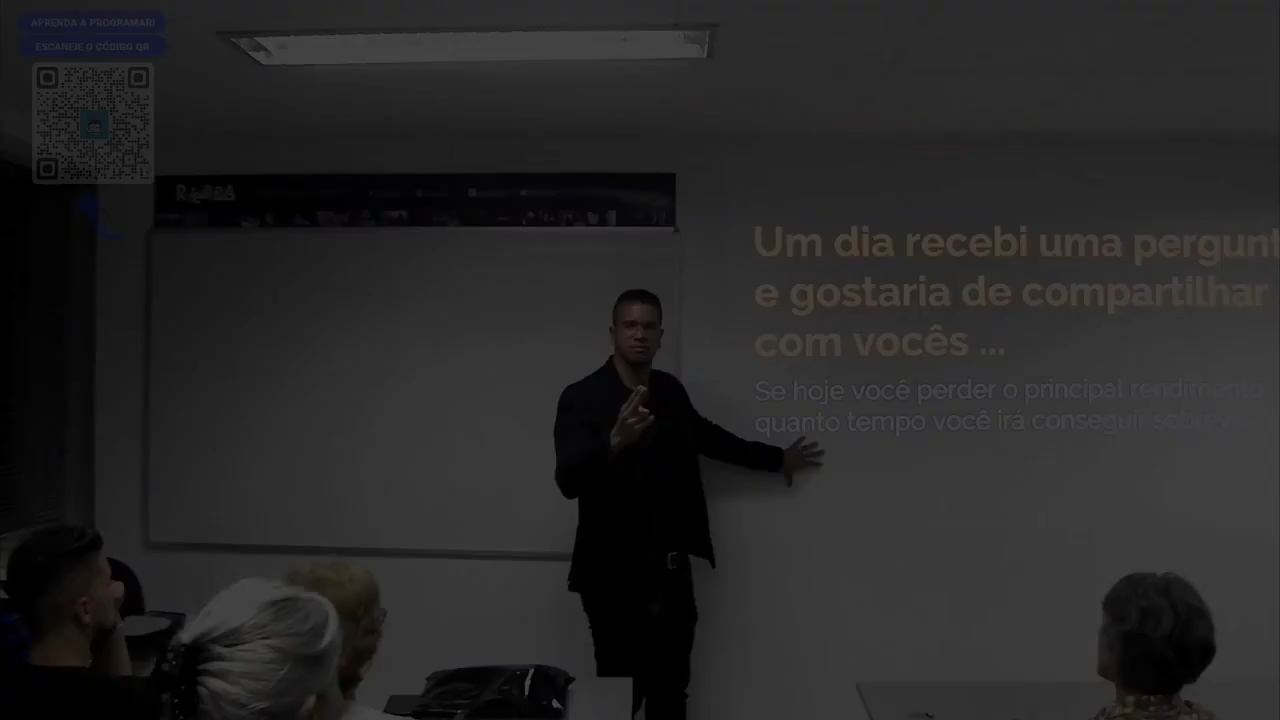 APRENDA A PROGRAMAR!
ESCANEIE O CÓDIGO QR
Um dia recebi uma pergunt
e gostaria de compartilhar
com vocês ...
Se hoje você perder o principal rendimento
quanto tempo você irá conseguir